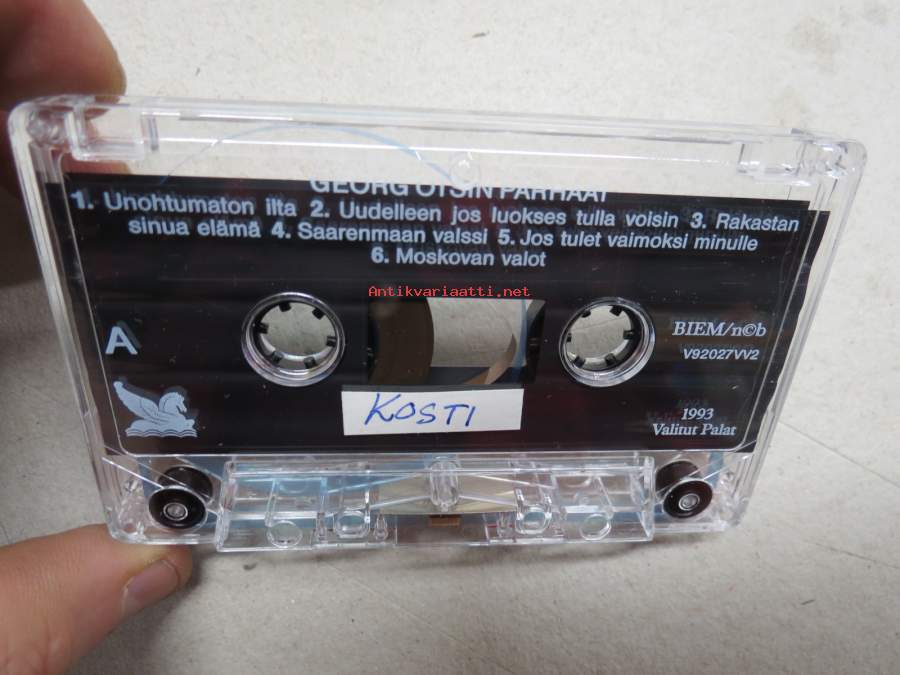 GEORG OTSIN PARHAAT
1. Unohtumaton ilta 2. Uudelleen jos luokses tulla voisin 3. Rakastan
sinua elämä 4. Saarenmaan valssi 5. Jos tulet vaimoksi minulle
6. Moskovan valot
Antikvariaatti.net
A
BIEM/n©b
V92027VV2
KOSTI
1993
Valitut Palat